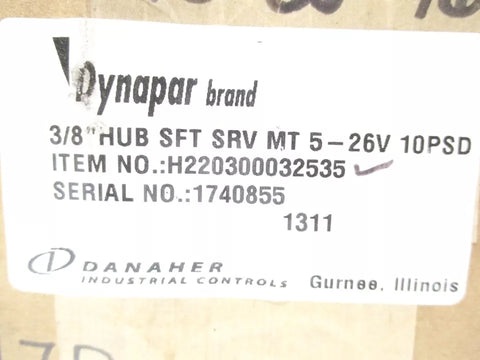 Dynapar brand
3/8" HUB SFT SRV MT 5-26V 10PSD
ITEM NO.:H220300032535
SERIAL NO.:1740855
1311
DANAHER
INDUSTRIAL CONTROLS Gurnee, Illinois